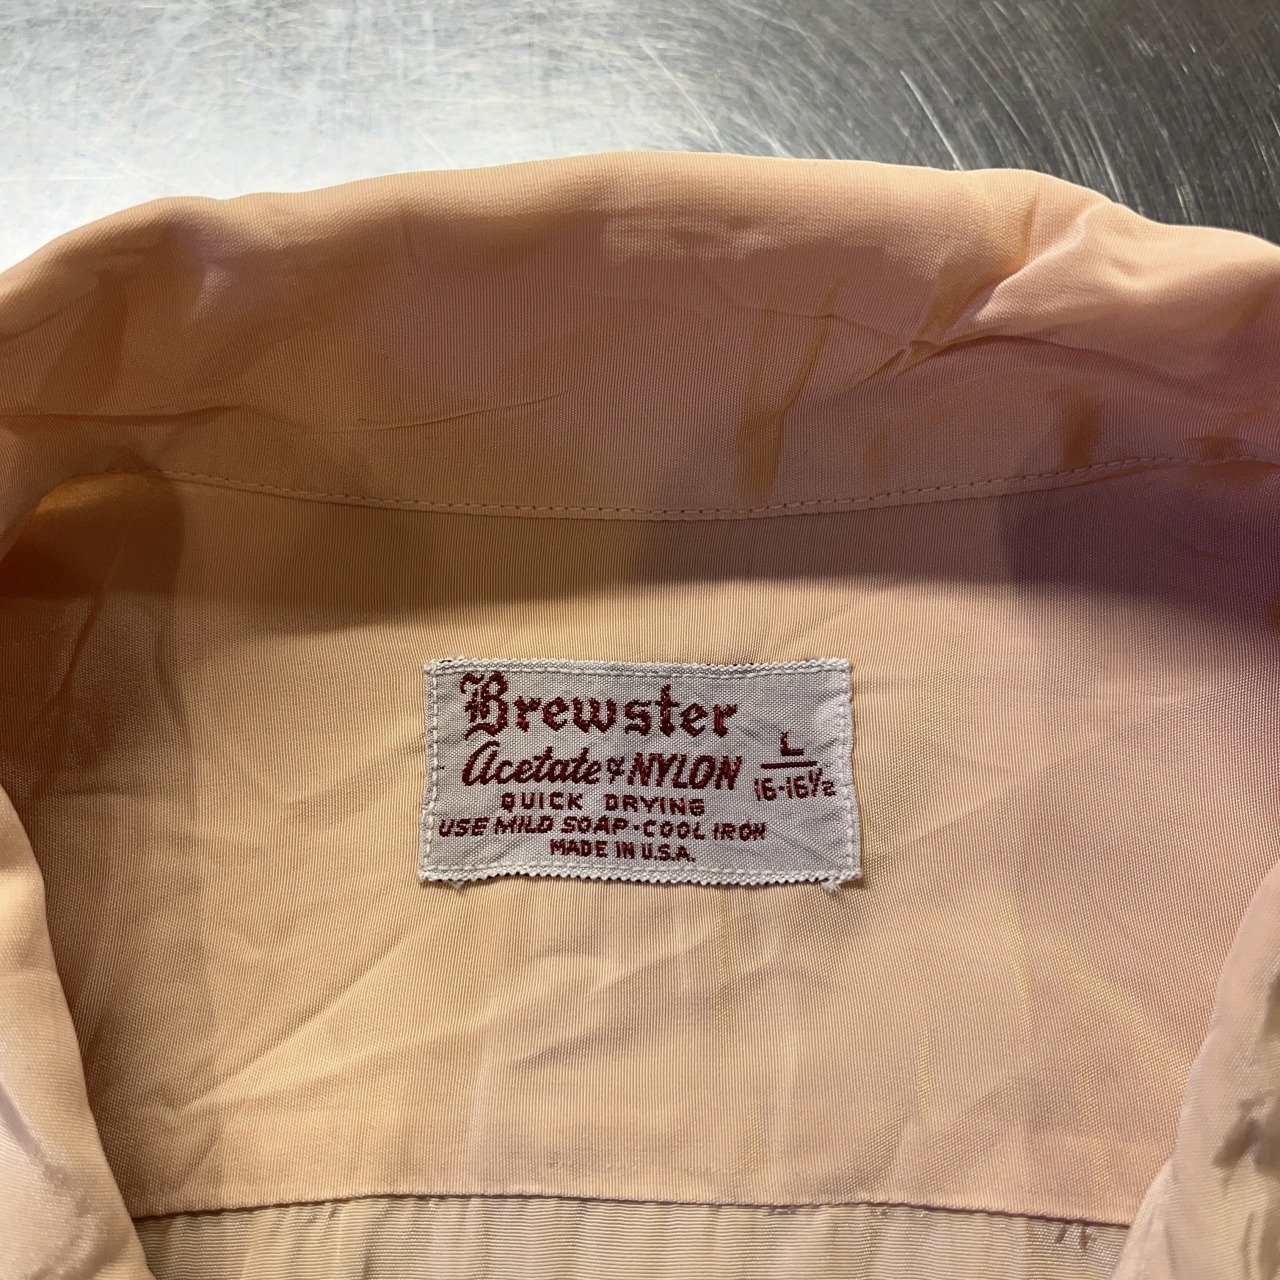 Brewster
Acetate & NYLON
L
16-16½
QUICK DRYING
USE MILD SOAP-COOL IRON
MADE IN U.S.A.